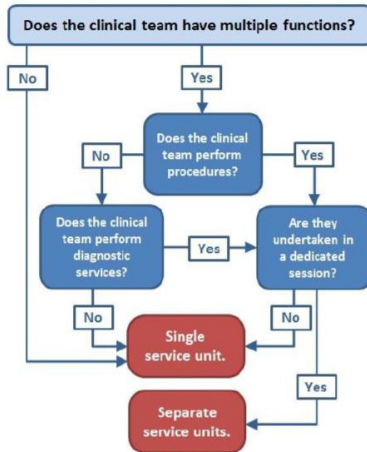 Does the clinical team have multiple functions?
No
Yes
Does the clinical
team perform
procedures?
No
Yes
Does the clinical
team perform
diagnostic
services?
Yes
Are they
undertaken in
a dedicated
session?
No
No
Single
service unit.
Yes
Separate
service units.